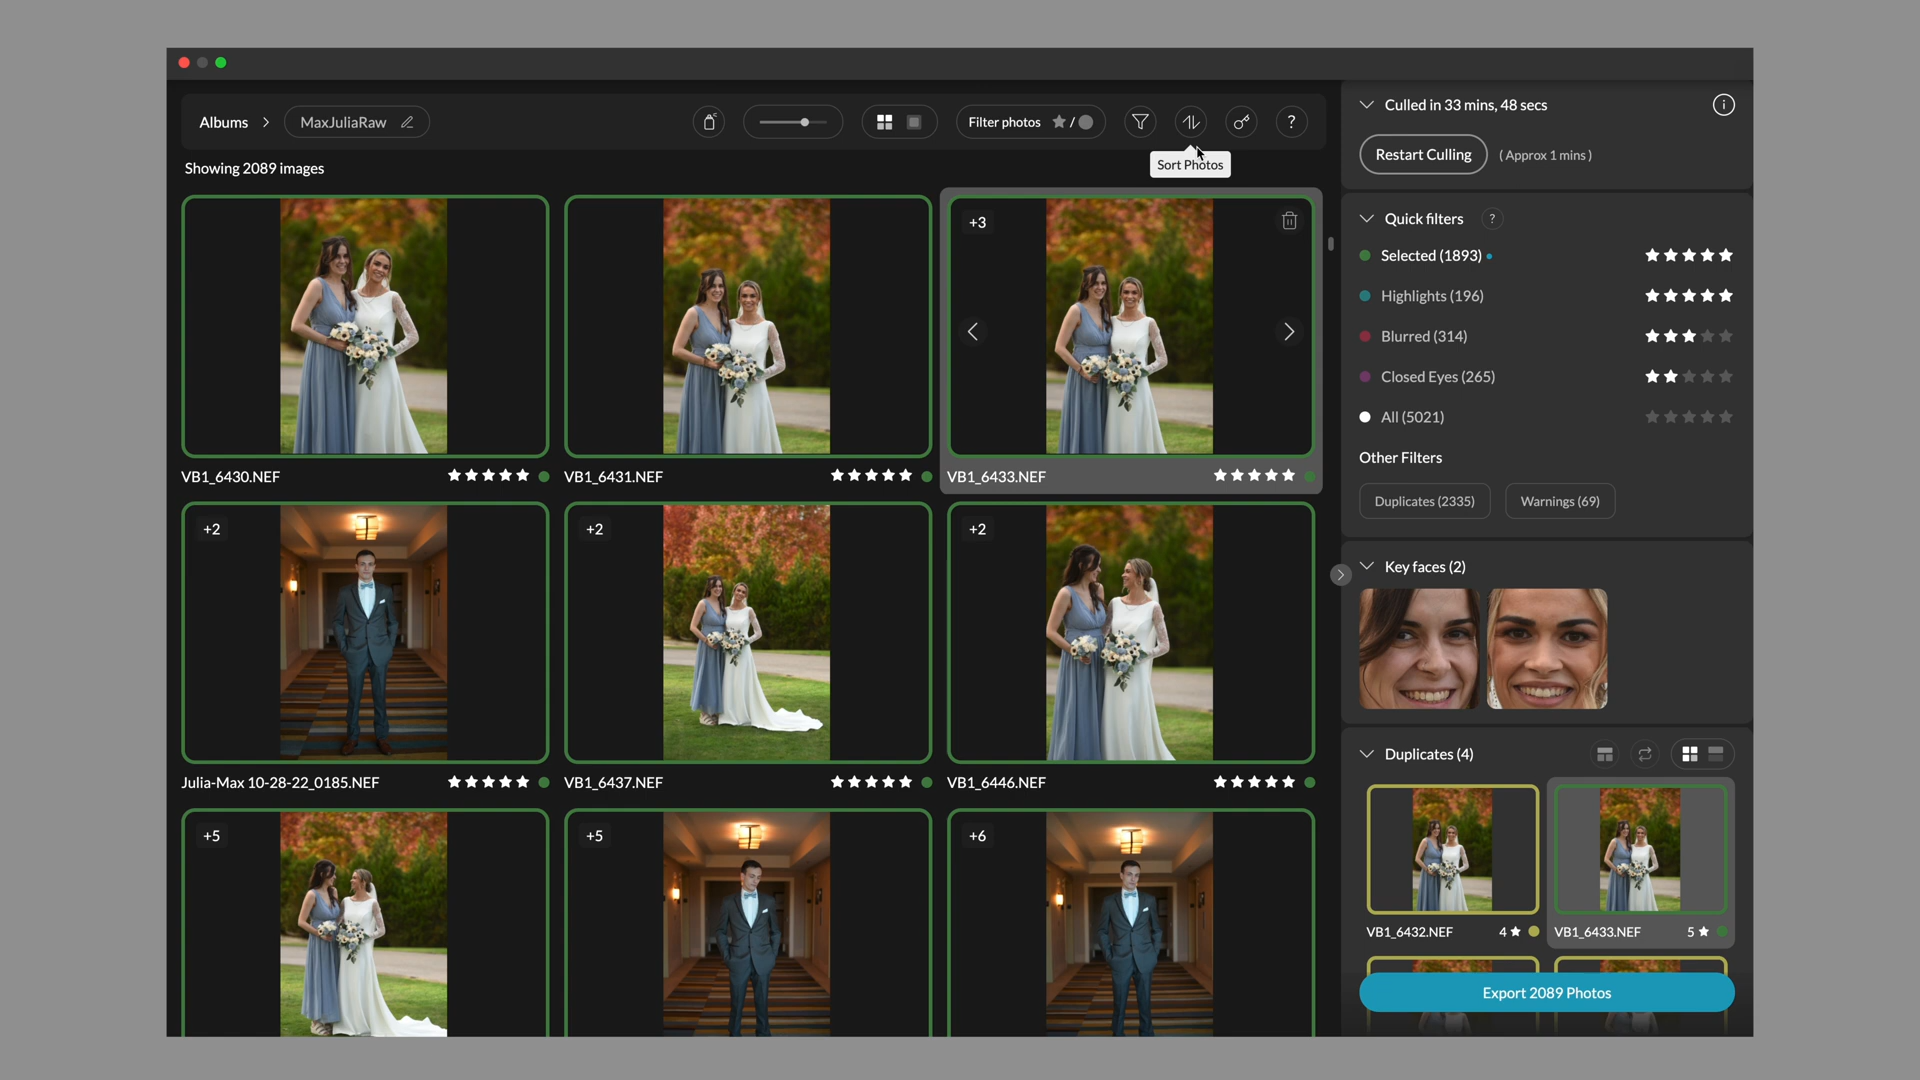 Albums > MaxJuliaRaw
Filter photos /
?
Showing 2089 images
Sort Photos
+3
VB1_6430.NEF
VB1_6431.NEF
VB1_6433.NEF
+2
+2
+2
Julia-Max 10-28-22_0185.NEF
VB1_6437.NEF
VB1_6446.NEF
+5
+5
+6
Culled in 33 mins, 48 secs
i
Restart Culling ( Approx 1 mins )
Quick filters ?
Selected (1893)
Highlights (196)
Blurred (314)
Closed Eyes (265)
All (5021)
Other Filters
Duplicates (2335) Warnings (69)
Key faces (2)
Duplicates (4)
VB1_6432.NEF 4 ★
VB1_6433.NEF 5 ★
Export 2089 Photos